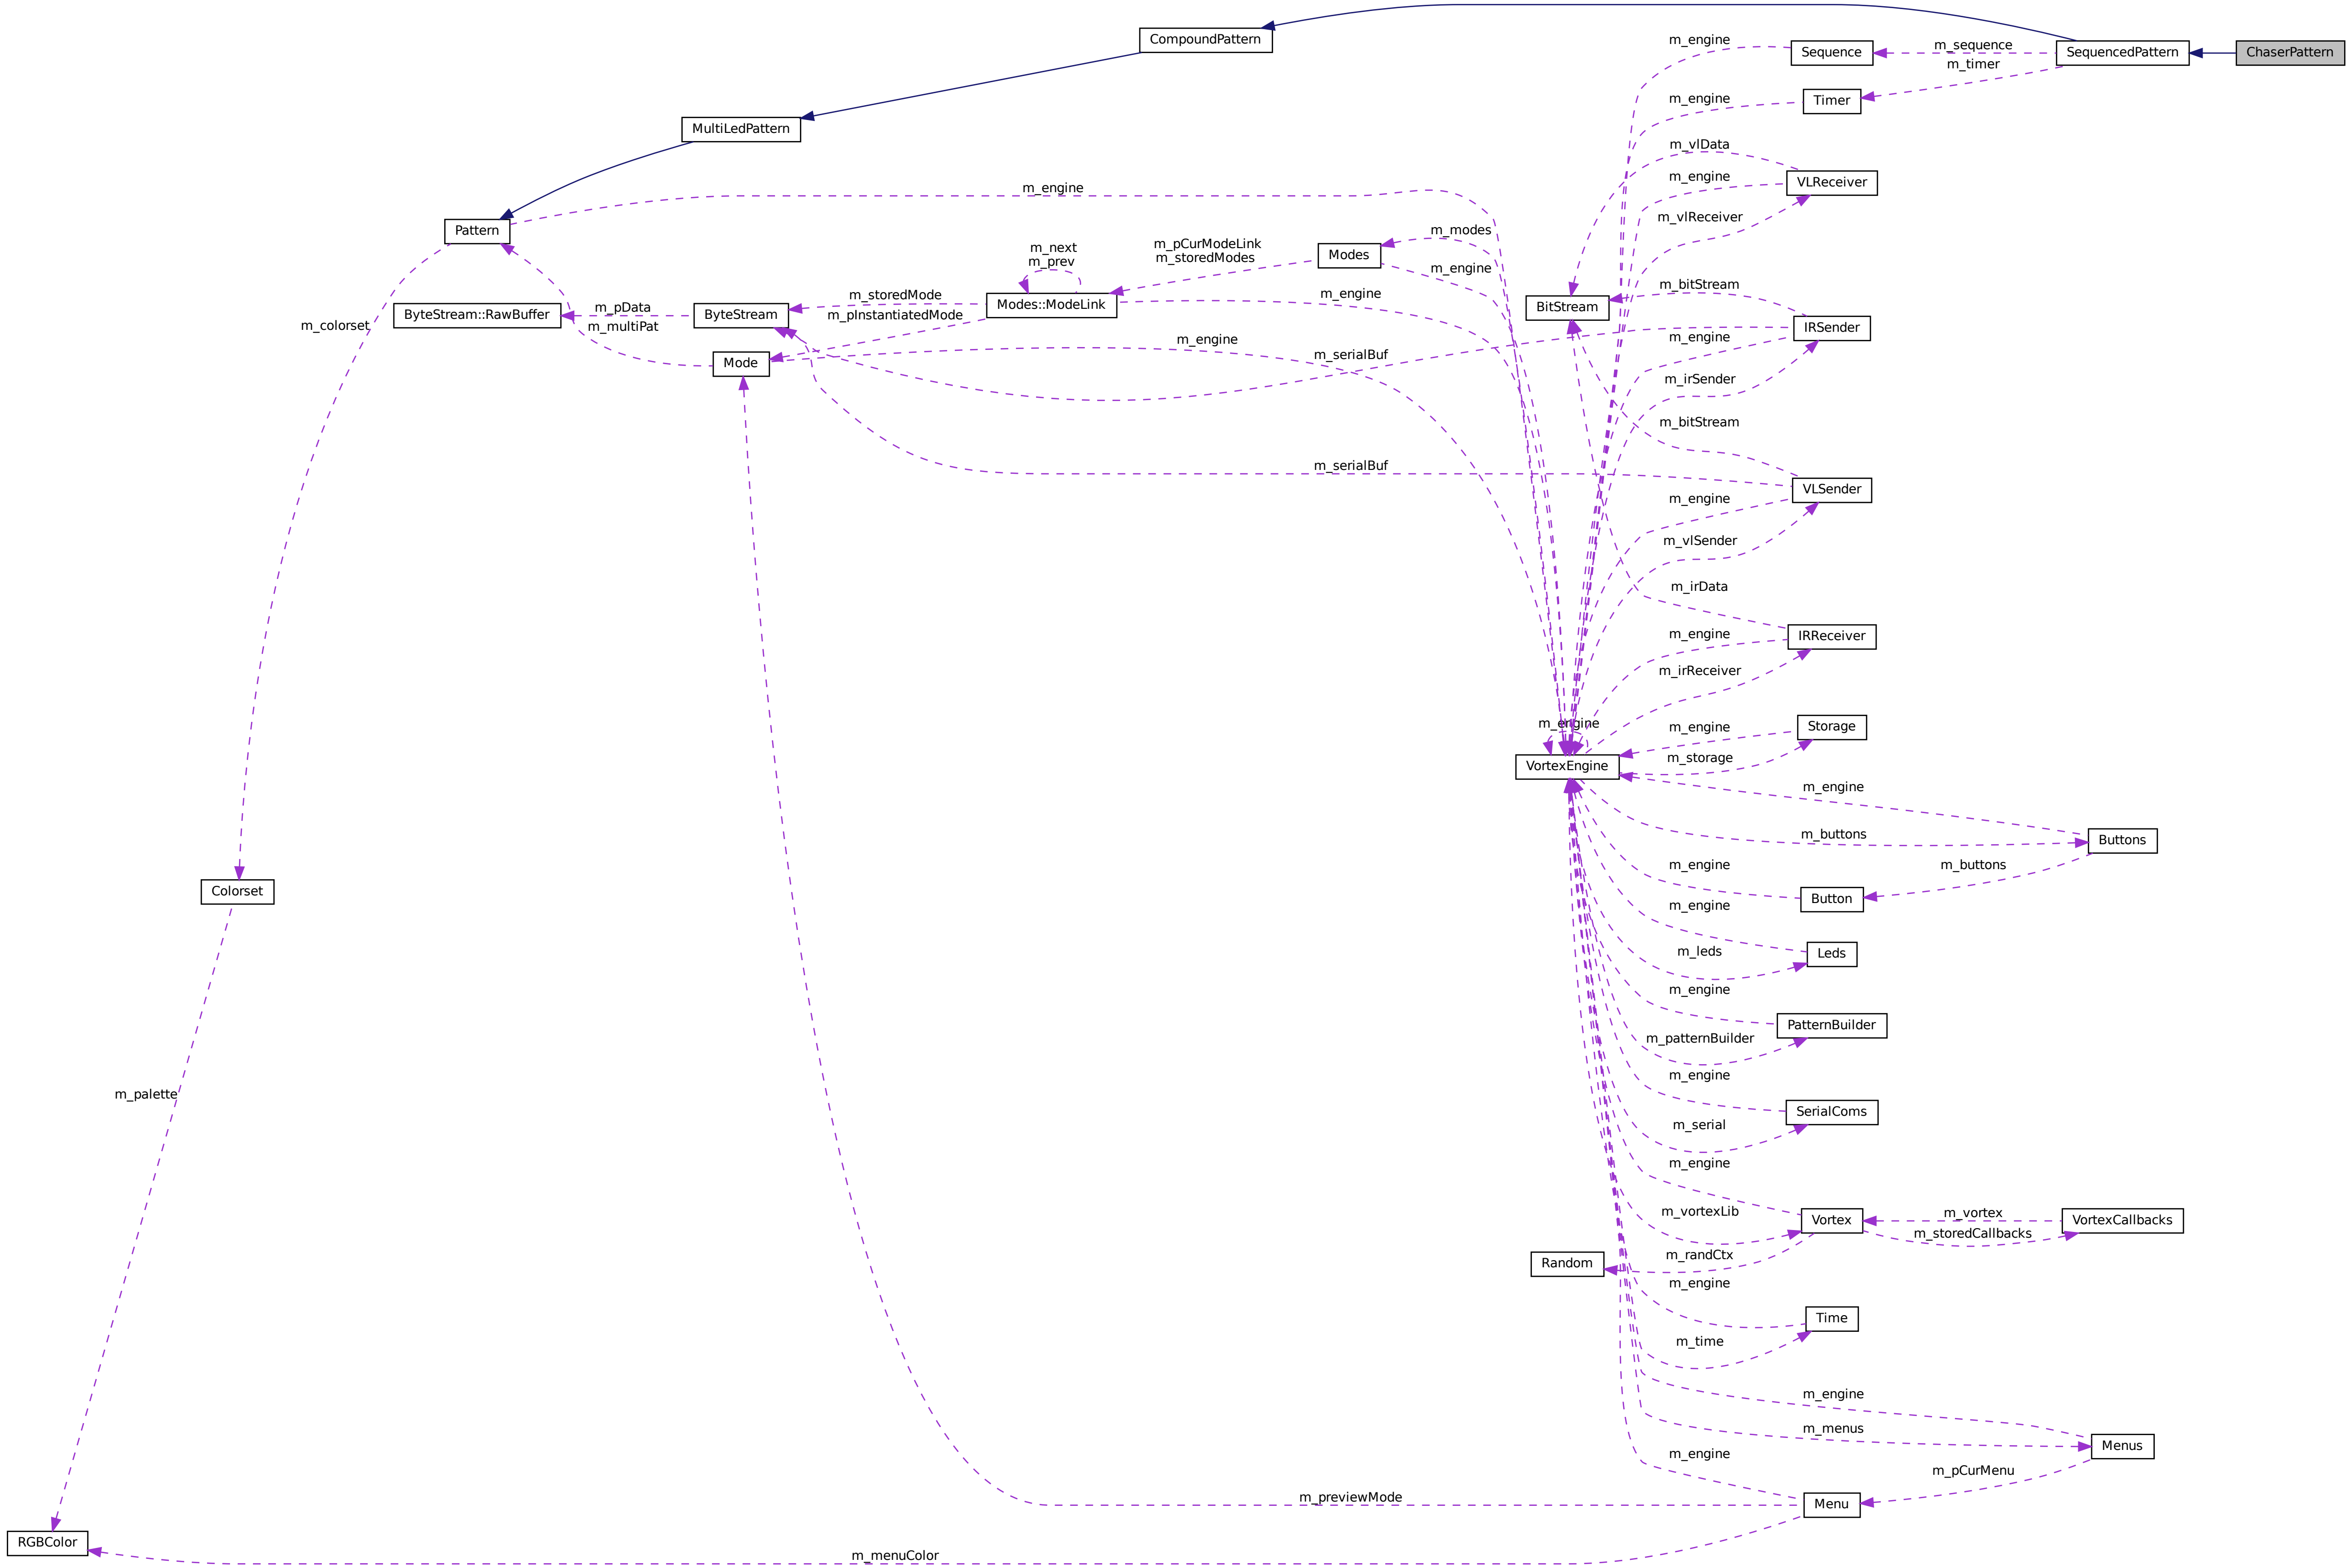 CompoundPattern
m_engine
Sequence
m_sequence
SequencedPattern
ChaserPattern
m_timer
m_engine
Timer
MultiLedPattern
m_vlData
m_engine
VLReceiver
m_engine
m_vlReceiver
Pattern
m_modes
m_next
m_prev
m_pCurModeLink
m_storedModes
Modes
m_engine
m_bitStream
m_storedMode
m_engine
Modes::ModeLink
m_pData
ByteStream::RawBuffer
ByteStream
m_pInstantiatedMode
BitStream
m_colorset
m_multiPat
IRSender
m_engine
m_engine
m_serialBuf
Mode
m_irSender
m_bitStream
m_serialBuf
VLSender
m_engine
m_vlSender
m_irData
m_engine
IRReceiver
m_irReceiver
m_engine
m_engine
Storage
m_storage
VortexEngine
m_engine
m_buttons
Buttons
m_engine
m_buttons
Colorset
Button
m_engine
m_leds
Leds
m_engine
PatternBuilder
m_patternBuilder
m_engine
m_palette
SerialComs
m_serial
m_engine
m_vortexLib
Vortex
m_vortex
VortexCallbacks
m_storedCallbacks
m_randCtx
Random
m_engine
Time
m_time
m_engine
m_menus
Menus
m_engine
m_pCurMenu
m_previewMode
Menu
RGBColor
m_menuColor